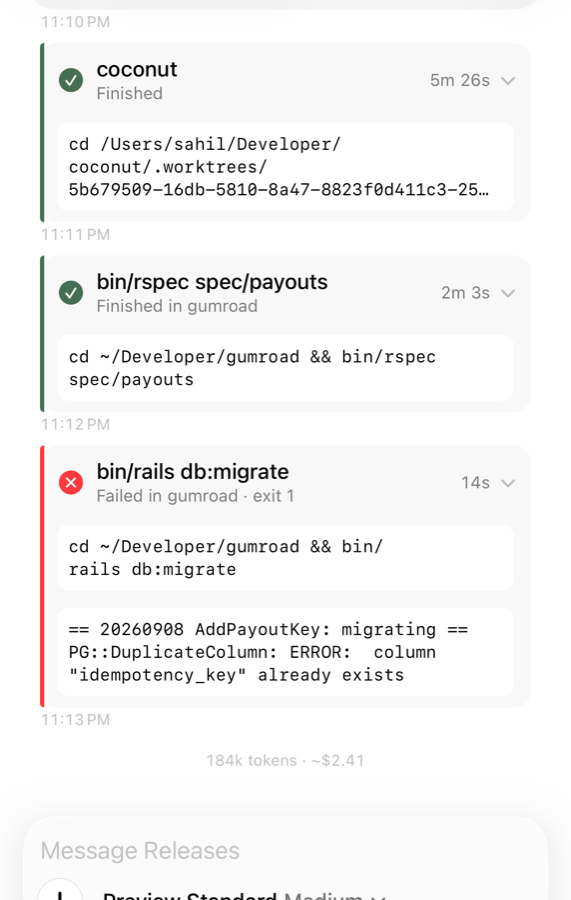 11:10 PM
coconut
5m 26s
Finished
cd /Users/sahil/Developer/
coconut/.worktrees/
5b679509-16db-5810-8a47-8823f0d411c3-25…
11:11 PM
bin/rspec spec/payouts
2m 3s
Finished in gumroad
cd ~/Developer/gumroad && bin/rspec
spec/payouts
11:12 PM
bin/rails db:migrate
14s
Failed in gumroad · exit 1
cd ~/Developer/gumroad && bin/
rails db:migrate
== 20260908 AddPayoutKey: migrating ==
PG::DuplicateColumn: ERROR:  column
"idempotency_key" already exists
11:13 PM
184k tokens · ~$2.41
Message Releases
Preview Standard Medium